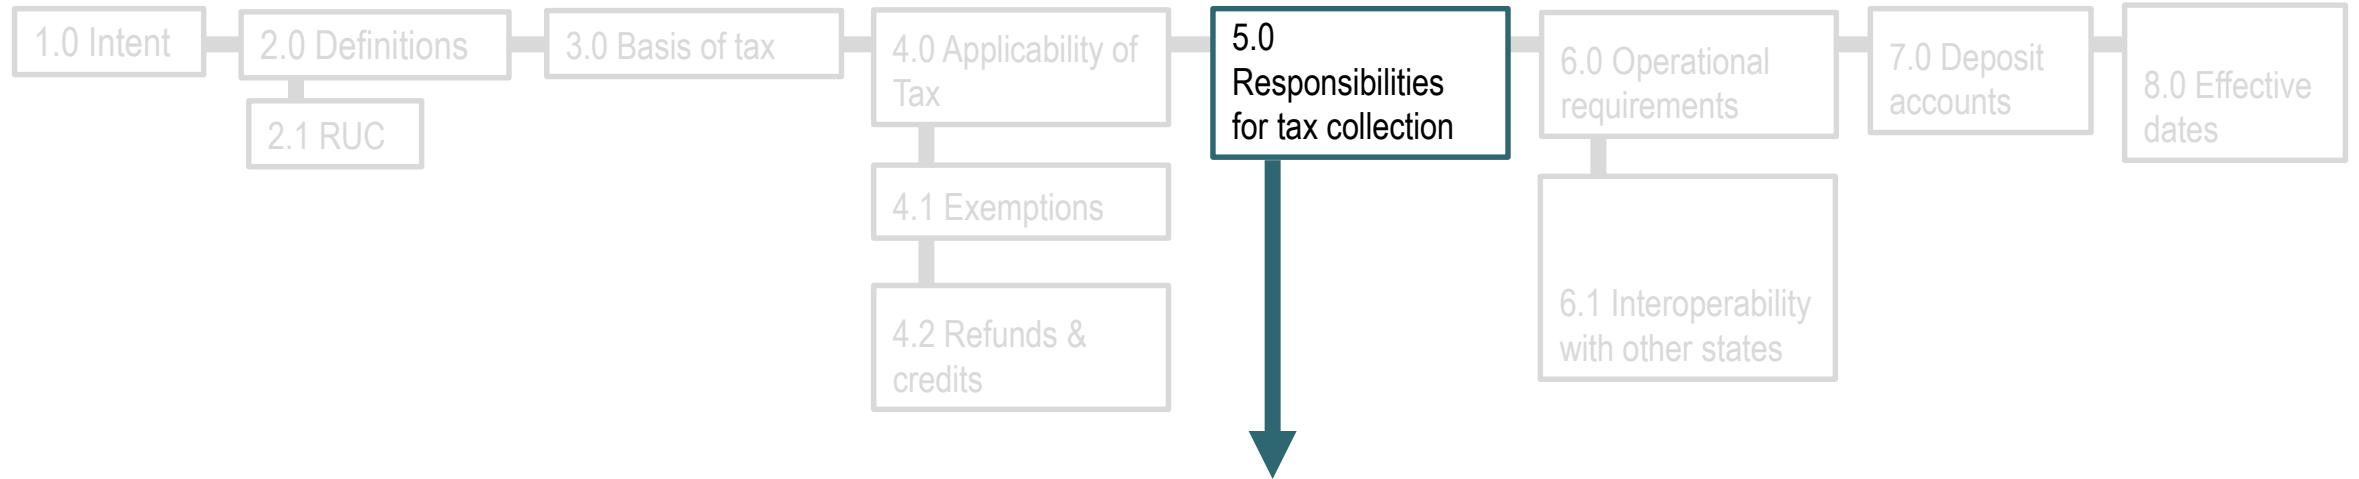 1.0 Intent
2.0 Definitions
2.1 RUC
3.0 Basis of tax
4.0 Applicability of
Tax
4.1 Exemptions
4.2 Refunds &
credits
5.0
Responsibilities
for tax collection
6.0 Operational
requirements
6.1 Interoperability
with other states
7.0 Deposit
accounts
8.0 Effective
dates